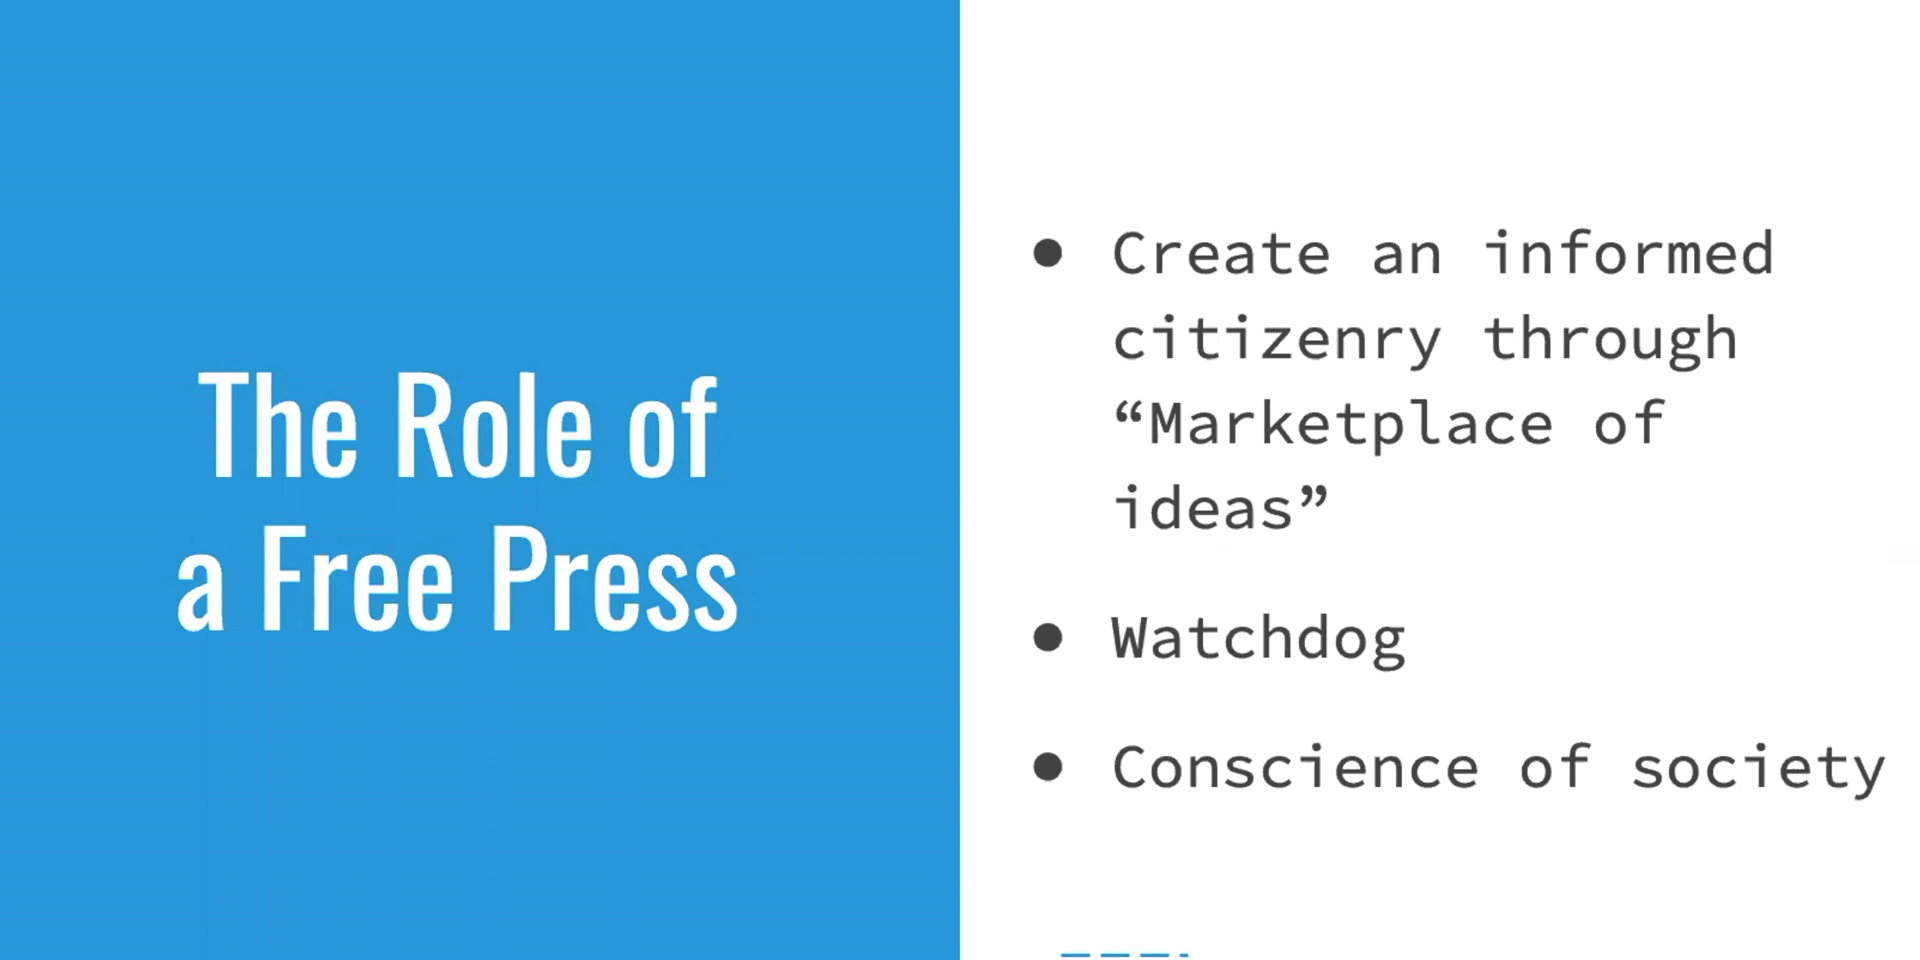 The Role of
a Free Press
● Create an informed
citizenry through
“Marketplace of
ideas”
● Watchdog
● Conscience of society